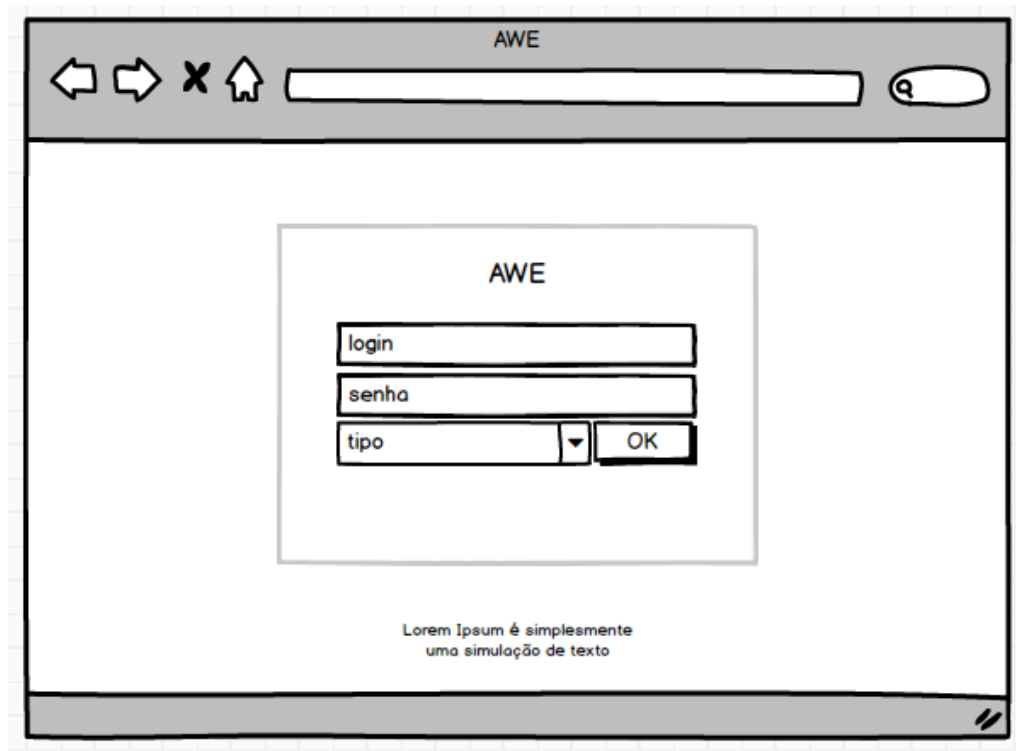 AWE
AWE
login
senha
tipo
OK
Lorem Ipsum é simplesmente
uma simulação de texto